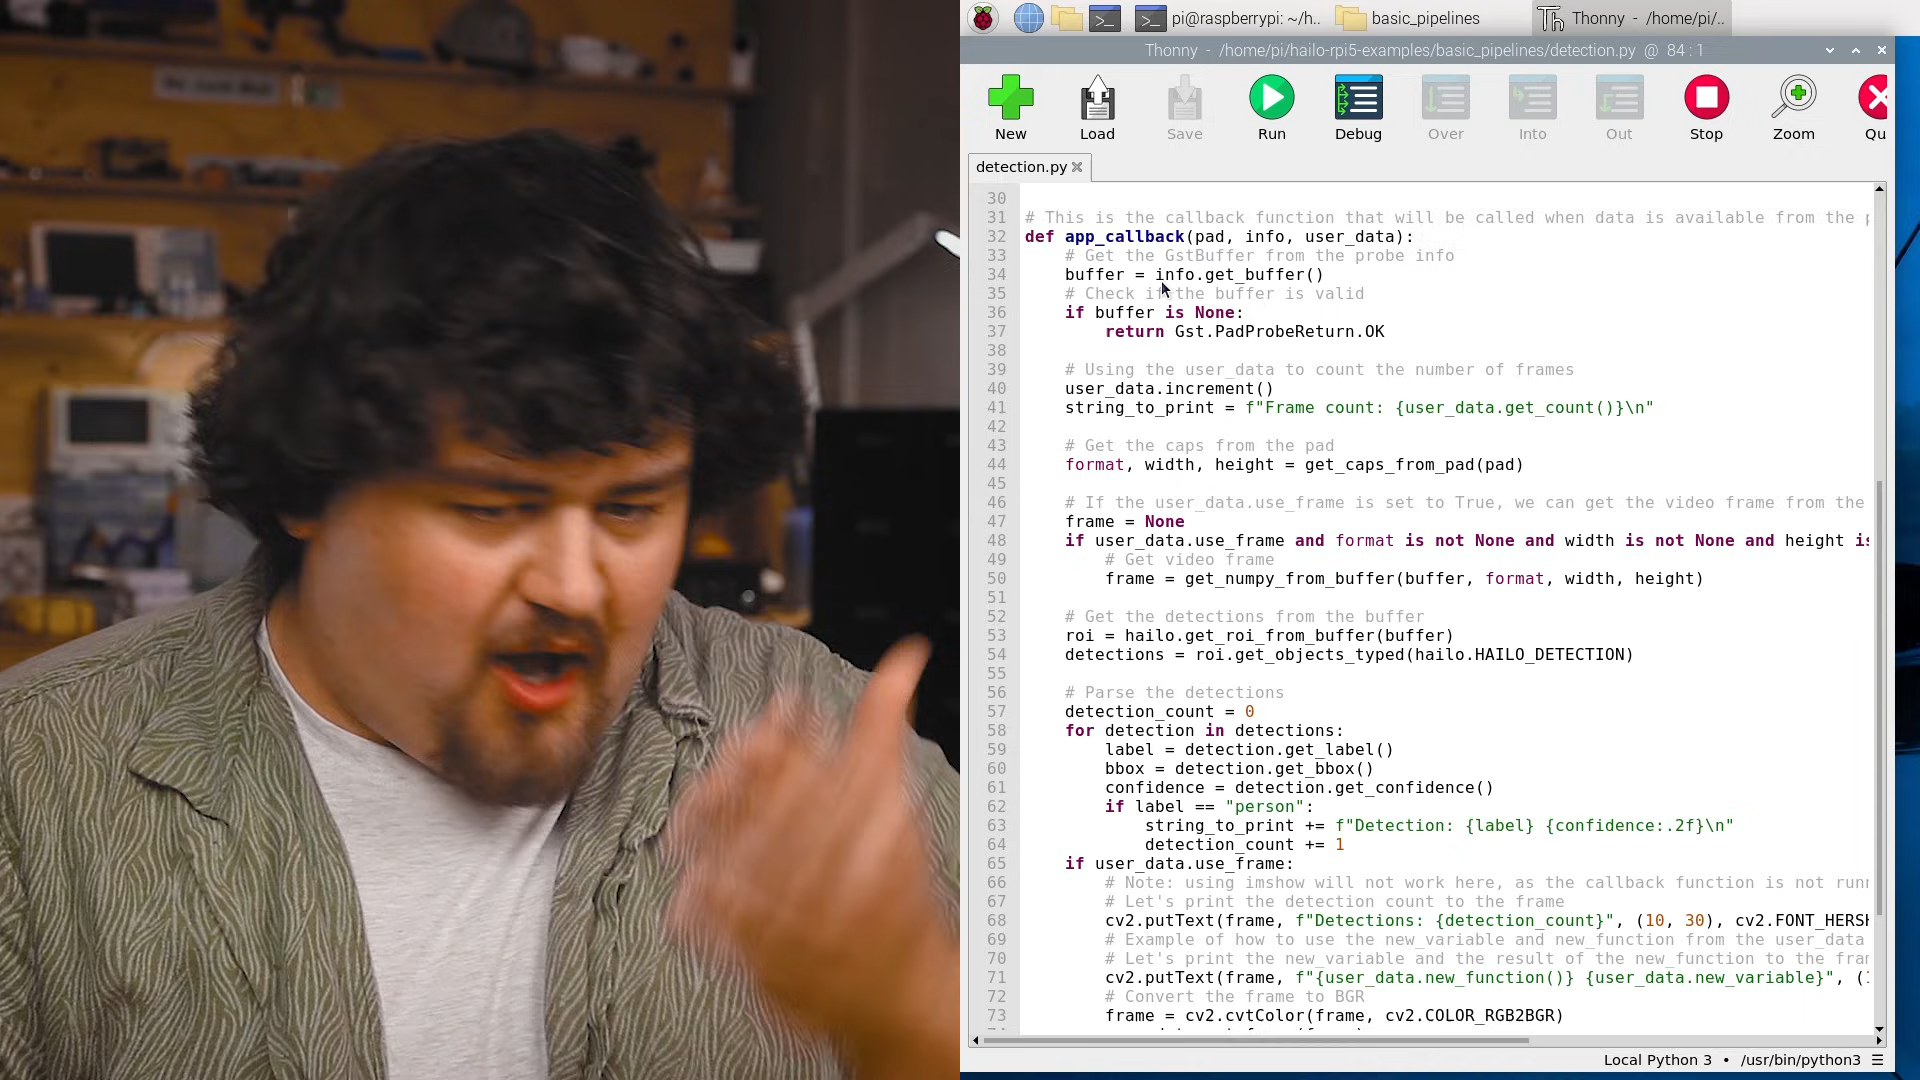 pi@raspberrypi: ~/h..
basic_pipelines
Thonny - /home/pi/..
Thonny - /home/pi/hailo-rpi5-examples/basic_pipelines/detection.py @ 84 : 1
New
Load
Save
Run
Debug
Over
Into
Out
Stop
Zoom
Qu
detection.py
30
31 # This is the callback function that will be called when data is available from the p
32 def app_callback(pad, info, user_data):
33 # Get the GstBuffer from the probe info
34 buffer = info.get_buffer()
35 # Check if the buffer is valid
36 if buffer is None:
37 return Gst.PadProbeReturn.OK
38
39 # Using the user_data to count the number of frames
40 user_data.increment()
41 string_to_print = f"Frame count: {user_data.get_count()}\n"
42
43 # Get the caps from the pad
44 format, width, height = get_caps_from_pad(pad)
45
46 # If the user_data.use_frame is set to True, we can get the video frame from the
47 frame = None
48 if user_data.use_frame and format is not None and width is not None and height is
49 # Get video frame
50 frame = get_numpy_from_buffer(buffer, format, width, height)
51
52 # Get the detections from the buffer
53 roi = hailo.get_roi_from_buffer(buffer)
54 detections = roi.get_objects_typed(hailo.HAILO_DETECTION)
55
56 # Parse the detections
57 detection_count = 0
58 for detection in detections:
59 label = detection.get_label()
60 bbox = detection.get_bbox()
61 confidence = detection.get_confidence()
62 if label == "person":
63 string_to_print += f"Detection: {label} {confidence:.2f}\n"
64 detection_count += 1
65 if user_data.use_frame:
66 # Note: using imshow will not work here, as the callback function is not runn
67 # Let's print the detection count to the frame
68 cv2.putText(frame, f"Detections: {detection_count}", (10, 30), cv2.FONT_HERSH
69 # Example of how to use the new_variable and new_function from the user_data
70 # Let's print the new_variable and the result of the new_function to the fram
71 cv2.putText(frame, f"{user_data.new_function()} {user_data.new_variable}", (1
72 # Convert the frame to BGR
73 frame = cv2.cvtColor(frame, cv2.COLOR_RGB2BGR)
Local Python 3 • /usr/bin/python3